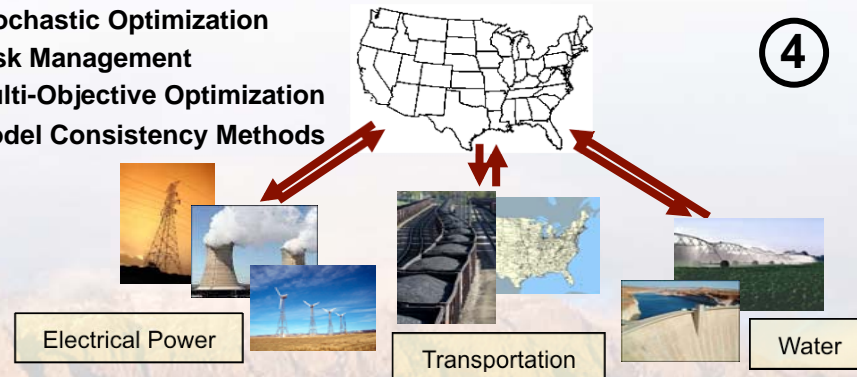 ochastic Optimization
sk Management
ulti-Objective Optimization
odel Consistency Methods
4
Electrical Power
Transportation
Water